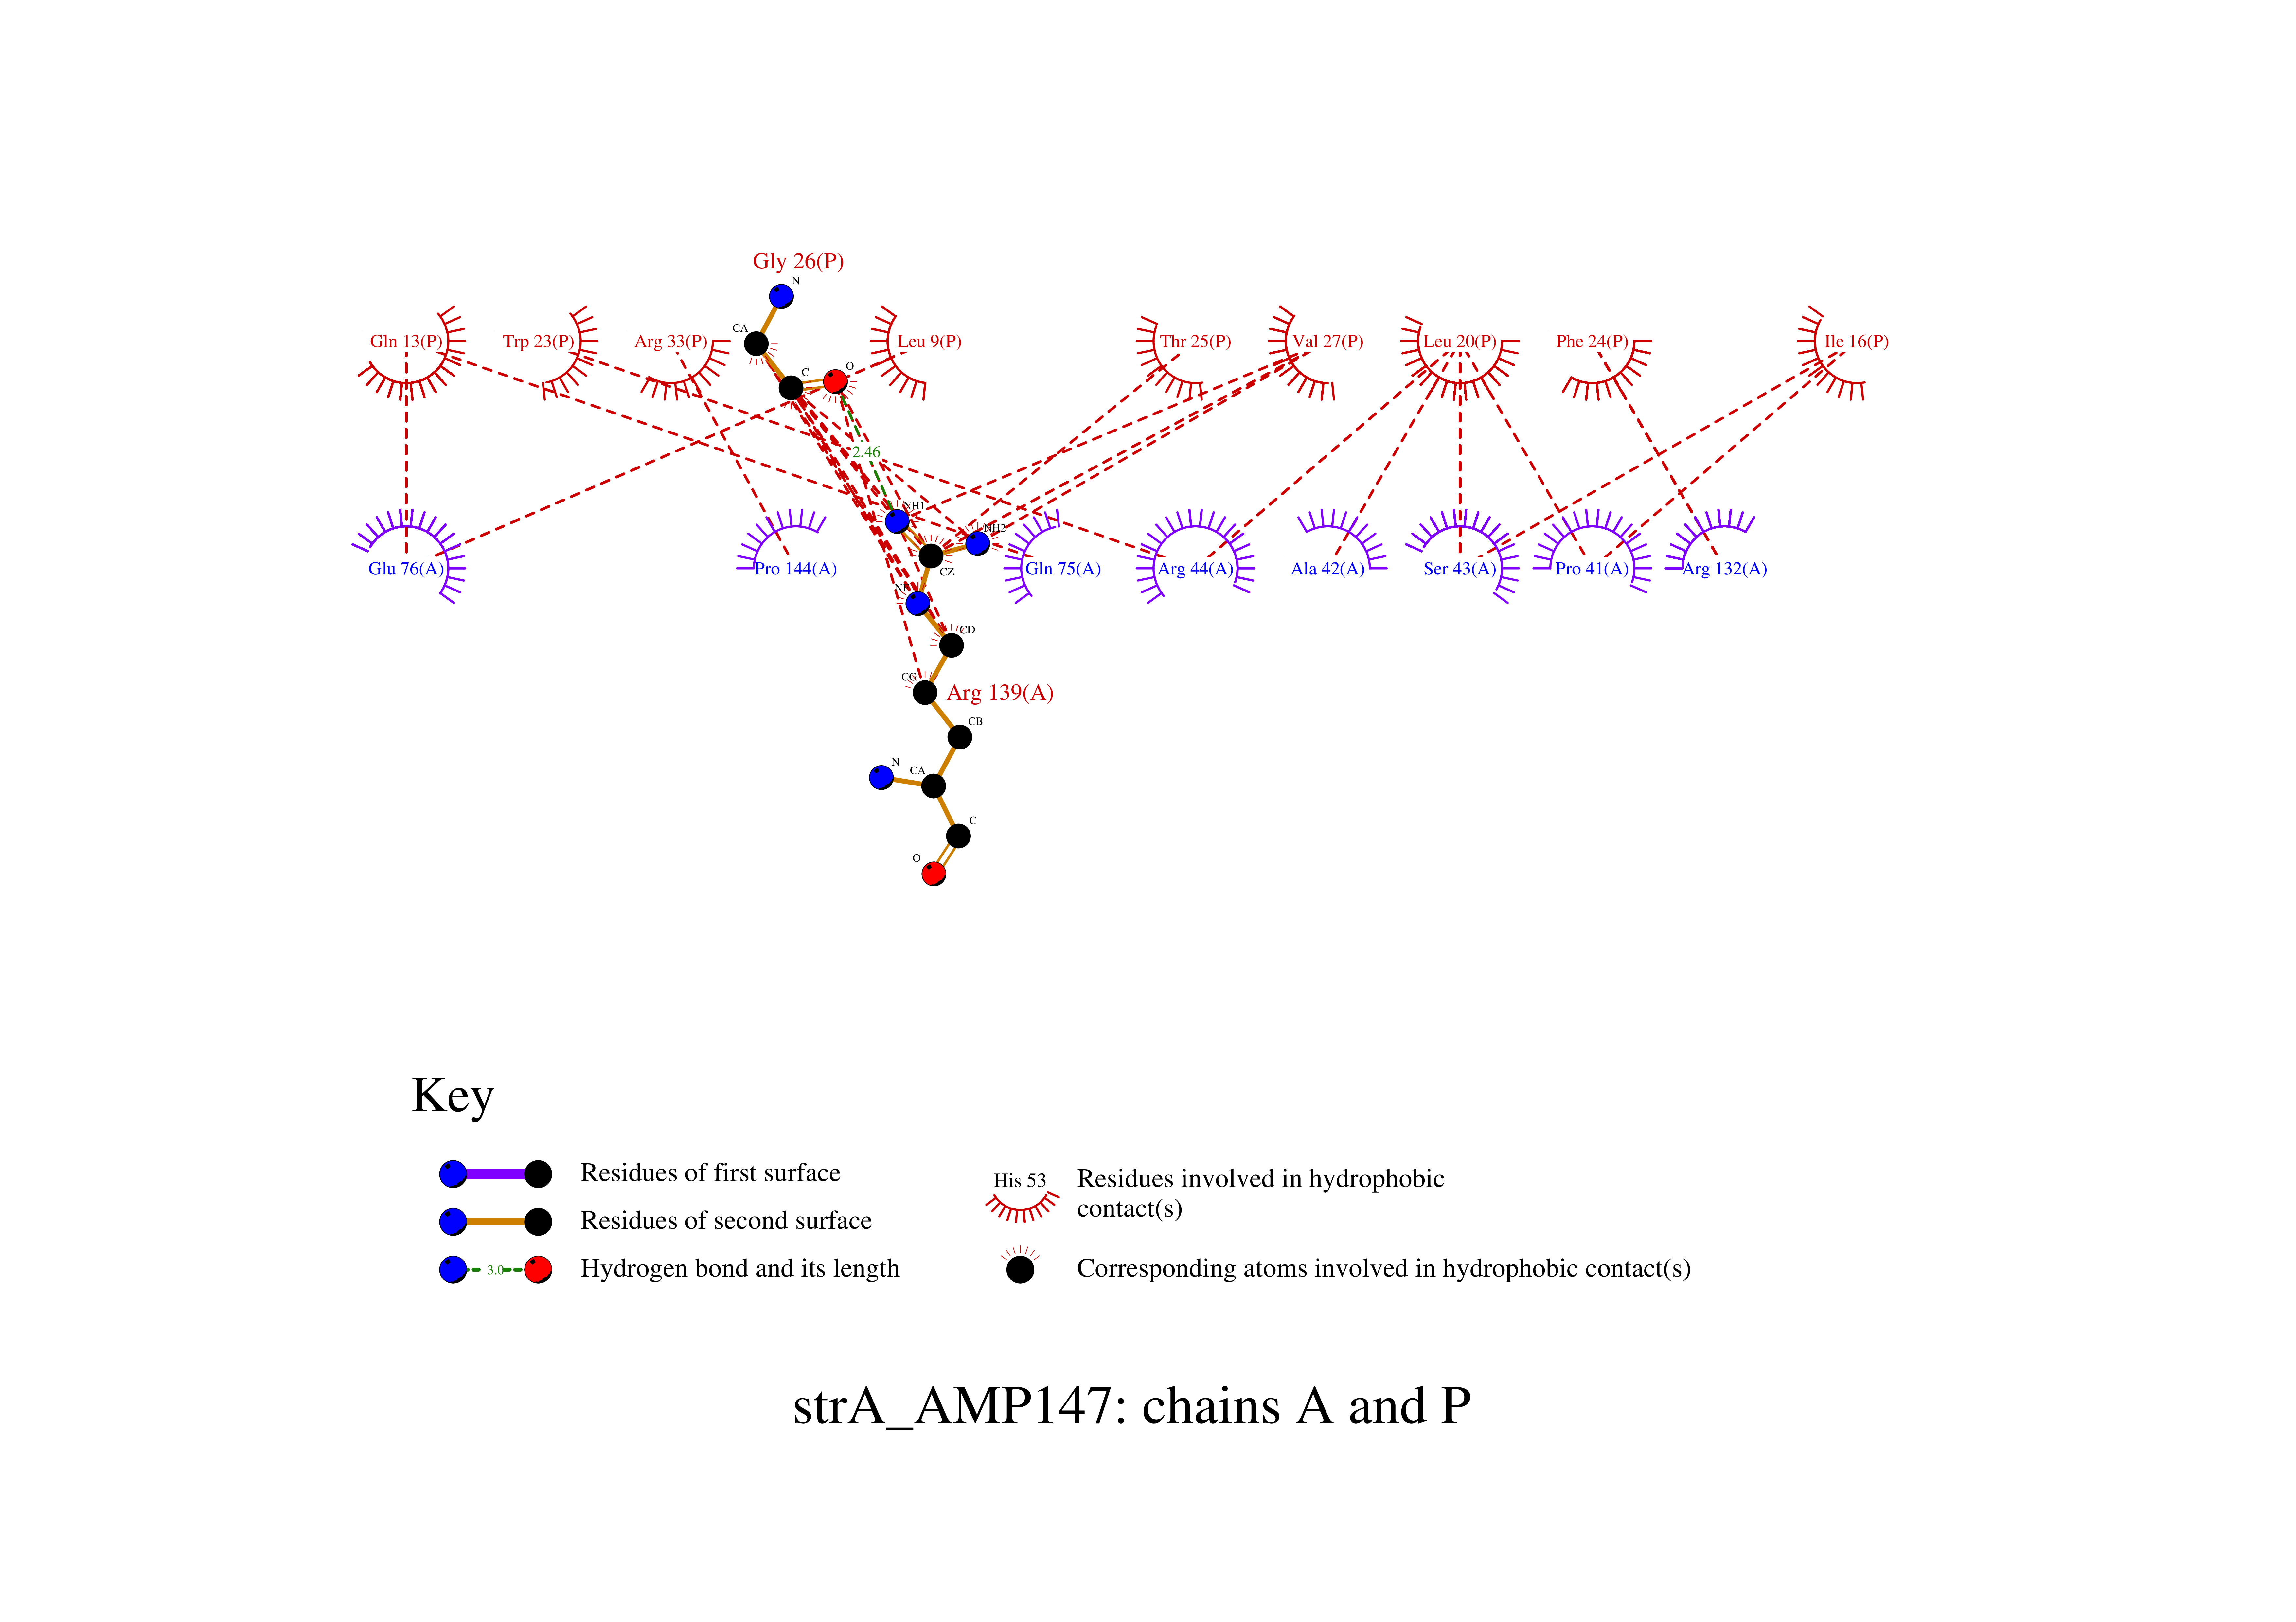 Gly 26(P)
N
CA
Gln 13(P) Trp 23(P) Arg 33(P) Leu 9(P) Thr 25(P) Val 27(P) Leu 20(P) Phe 24(P) Ile 16(P)
C O
2.46
NH1
NH2
Glu 76(A) Pro 144(A) CZ Gln 75(A) Arg 44(A) Ala 42(A) Ser 43(A) Pro 41(A) Arg 132(A)
NE
CD
CG Arg 139(A)
CB
N CA
C
O
Key
Residues of first surface
Residues of second surface
3.0 Hydrogen bond and its length
His 53 Residues involved in hydrophobic
contact(s)
Corresponding atoms involved in hydrophobic contact(s)
strA_AMP147: chains A and P